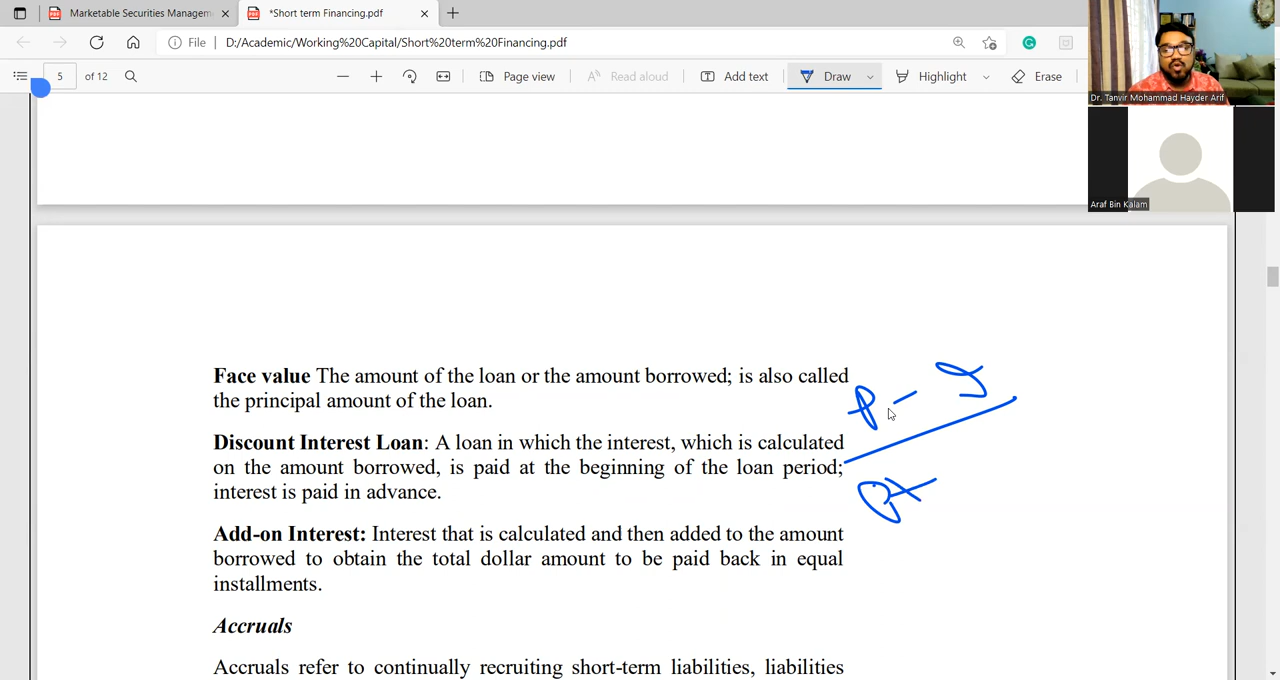 Marketable Securities Managem
*Short term Financing.pdf
File
D:/Academic/Working%20Capital/Short%20term%20Financing.pdf
5 of 12
Page view
Read aloud
Add text
Draw
Highlight
Erase
Dr. Tanvir Mohammad Hayder Arif
Araf Bin Kalam
Face value The amount of the loan or the amount borrowed; is also called
the principal amount of the loan.
Discount Interest Loan: A loan in which the interest, which is calculated
on the amount borrowed, is paid at the beginning of the loan period;
interest is paid in advance.
Add-on Interest: Interest that is calculated and then added to the amount
borrowed to obtain the total dollar amount to be paid back in equal
installments.
Accruals
Accruals refer to continually recruiting short-term liabilities, liabilities